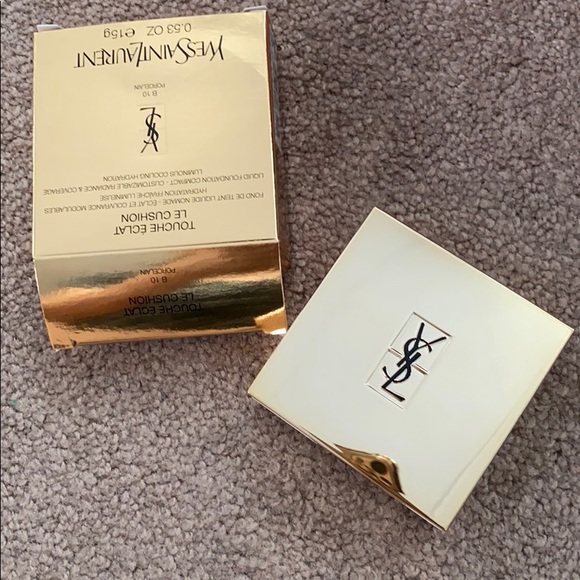 TOUCHE ÉCLAT
LE CUSHION
FOND DE TEINT LIQUIDE NOMADE - ÉCLAT ET COUVRANCE MODULABLES
HYDRATATION FRAÎCHE LUMINEUSE
LIQUID FOUNDATION COMPACT - CUSTOMIZABLE RADIANCE & COVERAGE
LUMINOUS COOLING HYDRATION
YSL
B 10
PORCELAIN
YVESSAINTLAURENT
0.53 OZ ℮15g
TOUCHE ÉCLAT
LE CUSHION
B 10
PORCELAIN
YSL